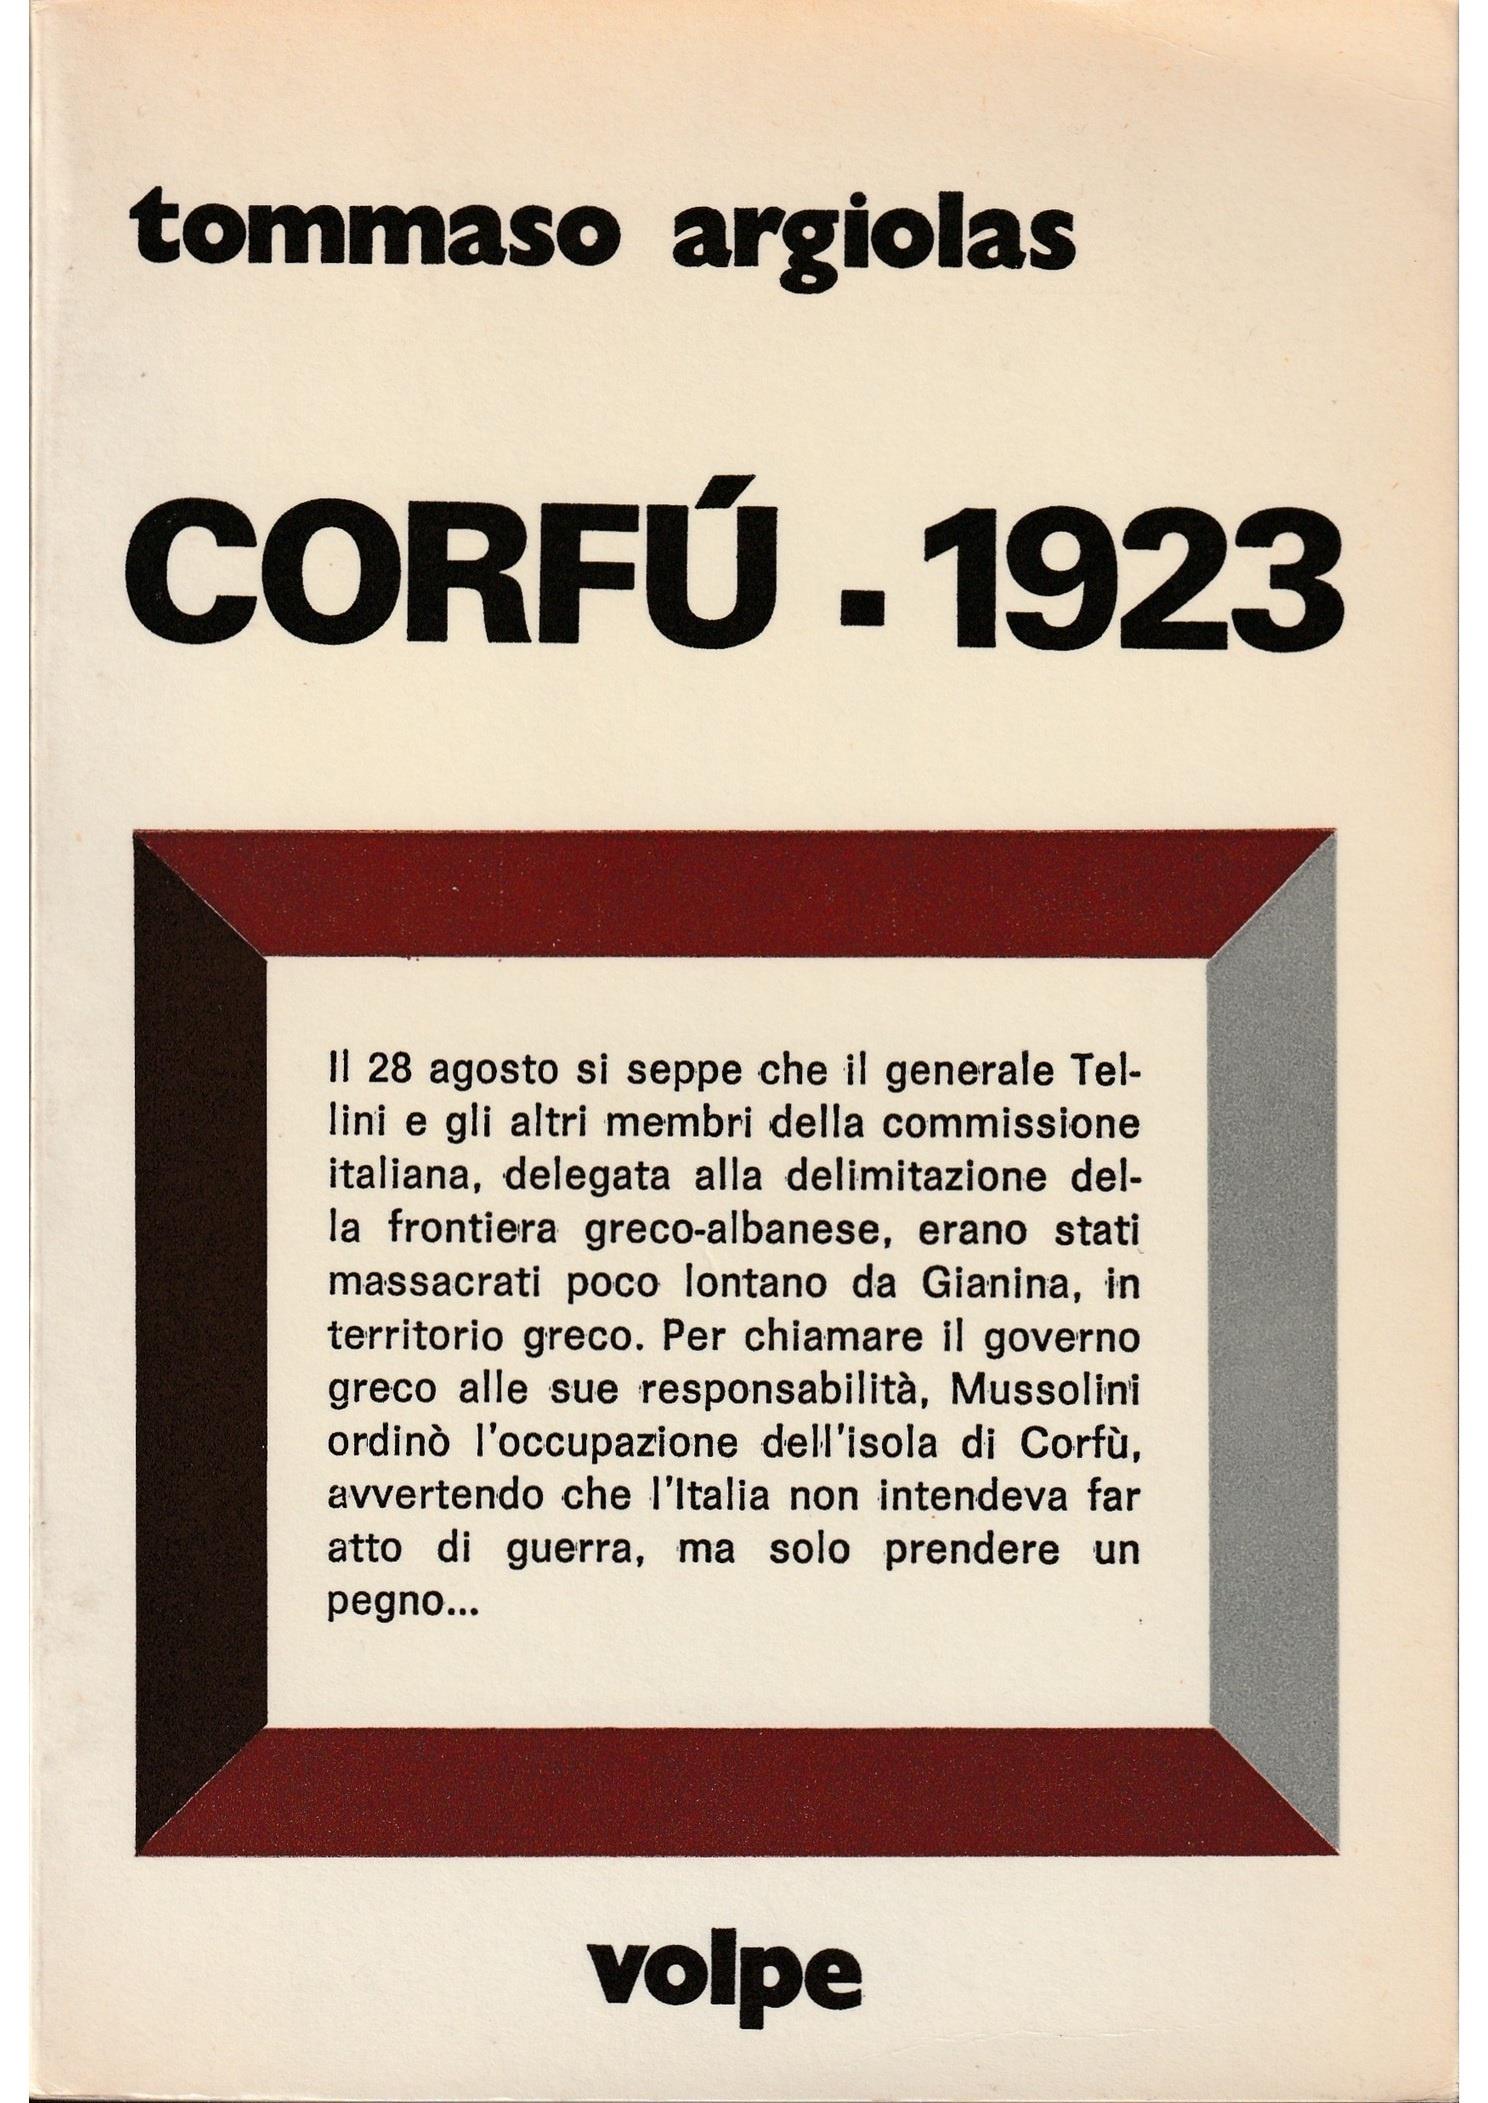 tommaso argiolas
CORFÚ - 1923
Il 28 agosto si seppe che il generale Tel-
lini e gli altri membri della commissione
italiana, delegata alla delimitazione del-
la frontiera greco-albanese, erano stati
massacrati poco lontano da Gianina, in
territorio greco. Per chiamare il governo
greco alle sue responsabilità, Mussolini
ordinò l'occupazione dell'isola di Corfù,
avvertendo che l'Italia non intendeva far
atto di guerra, ma solo prendere un
pegno...
volpe